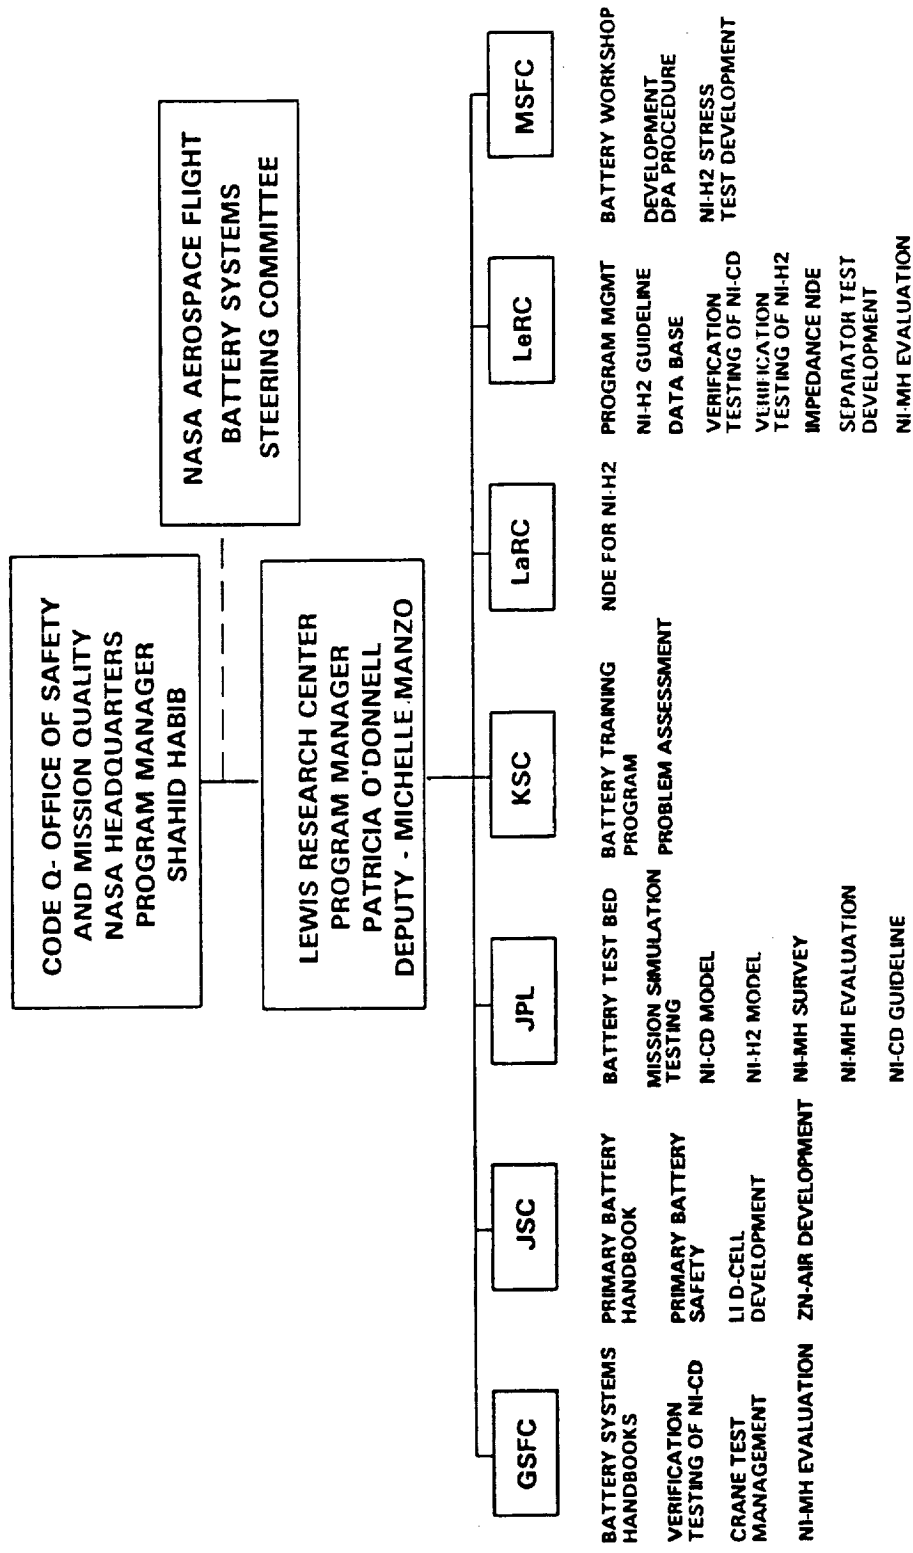 CODE Q- OFFICE OF SAFETY
AND MISSION QUALITY
NASA HEADQUARTERS
PROGRAM MANAGER
SHAHID HABIB
NASA AEROSPACE FLIGHT
BATTERY SYSTEMS
STEERING COMMITTEE
LEWIS RESEARCH CENTER
PROGRAM MANAGER
PATRICIA O'DONNELL
DEPUTY - MICHELLE MANZO
GSFC
BATTERY SYSTEMS
HANDBOOKS
VERIFICATION
TESTING OF NI-CD
CRANE TEST
MANAGEMENT
NI-MH EVALUATION
JSC
PRIMARY BATTERY
HANDBOOK
PRIMARY BATTERY
SAFETY
LI D-CELL
DEVELOPMENT
ZN-AIR DEVELOPMENT
JPL
BATTERY TEST BED
MISSION SIMULATION
TESTING
NI-CD MODEL
NI-H2 MODEL
NI-MH SURVEY
NI-MH EVALUATION
NI-CD GUIDELINE
KSC
BATTERY TRAINING
PROGRAM
PROBLEM ASSESSMENT
LaRC
NDE FOR NI-H2
LeRC
PROGRAM MGMT
NI-H2 GUIDELINE
DATA BASE
VERIFICATION
TESTING OF NI-CD
VERIFICATION
TESTING OF NI-H2
IMPEDANCE NDE
SEPARATOR TEST
DEVELOPMENT
NI-MH EVALUATION
MSFC
BATTERY WORKSHOP
DEVELOPMENT
DPA PROCEDURE
NI-H2 STRESS
TEST DEVELOPMENT